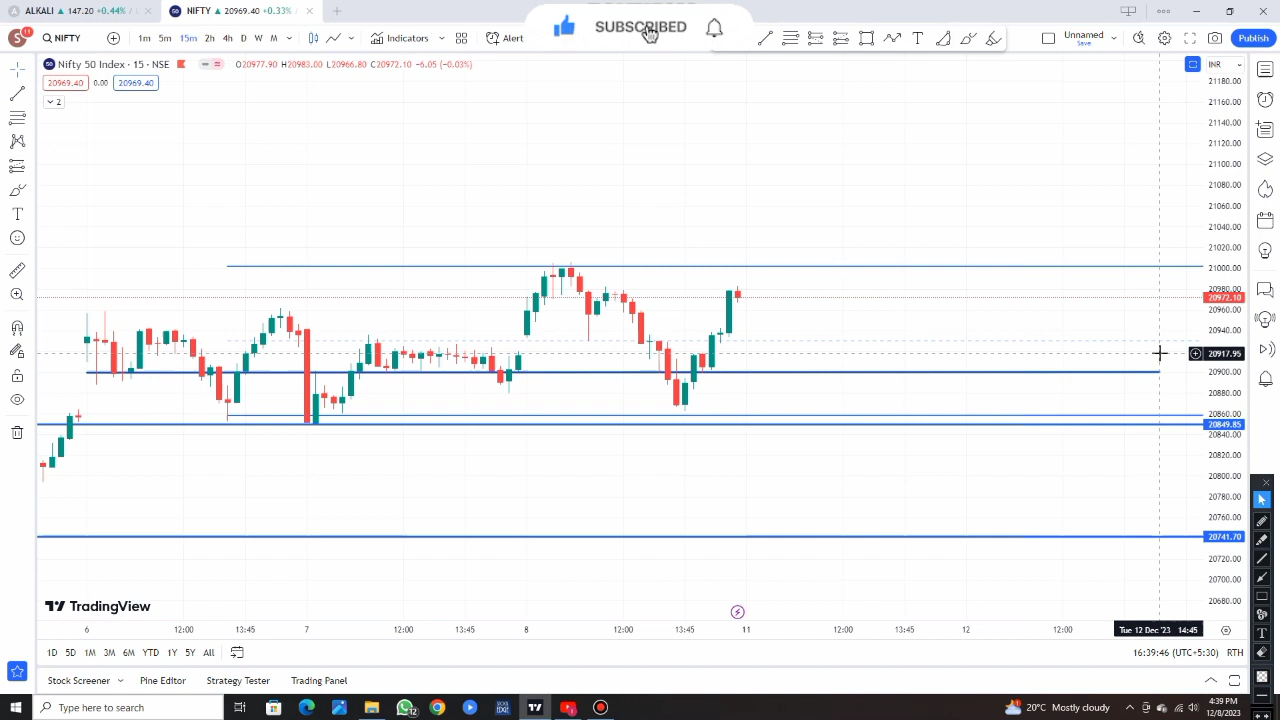 ALKALI ▲ 147.20 +0.44% / U
NIFTY ▲ 20969.40 +0.33% /
SUBSCRIBED
S 11 NIFTY 1m 5m 15m 2h 4h D W M Indicators Alert Unnamed Save Publish
Nifty 50 Index · 15 · NSE O20977.90 H20983.00 L20966.80 C20972.10 -6.05 (-0.03%) INR
20969.40 0.00 20969.40
2
21180.00
21160.00
21140.00
21120.00
21100.00
21080.00
21060.00
21040.00
21020.00
21000.00
20980.00
20972.10
20960.00
20940.00
20917.95
20900.00
20880.00
20860.00
20849.85
20840.00
20820.00
20800.00
20780.00
20760.00
20741.70
20720.00
20700.00
20680.00
TradingView
6 12:00 13:45 7 12:00 13:45 8 12:00 13:45 11 12:00 13:45 12 12:00 Tue 12 Dec '23 14:45
1D 5D 1M 3M 6M YTD 1Y 5Y All 16:39:46 (UTC+5:30) RTH
Stock Screener Pine Editor Strategy Tester Trading Panel
Type here to search 12 20°C Mostly cloudy 4:39 PM
12/8/2023